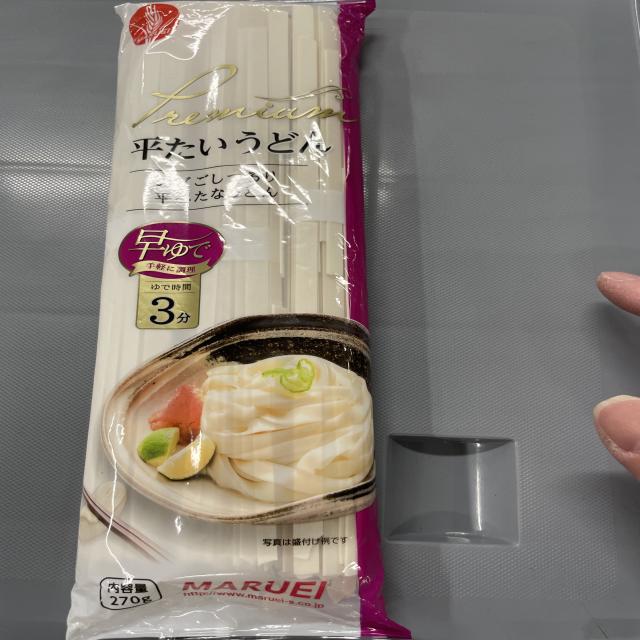 Premium
平たいうどん
早ゆで
手軽に調理
ゆで時間
3分
写真は盛付け例です
内容量
270g
MARUEI
http://www.maruei-s.co.jp